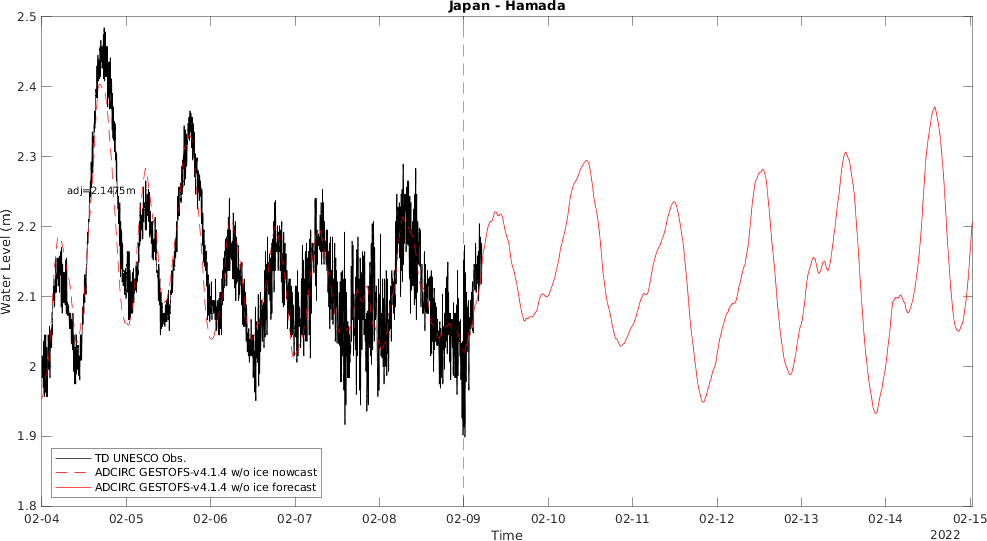 Japan - Hamada
2.5
2.4
2.3
2.2
2.1
2
1.9
1.8
Water Level (m)
adj=2.1475m
TD UNESCO Obs.
ADCIRC GESTOFS-v4.1.4 w/o ice nowcast
ADCIRC GESTOFS-v4.1.4 w/o ice forecast
02-04 02-05 02-06 02-07 02-08 02-09 02-10 02-11 02-12 02-13 02-14 02-15
Time
2022